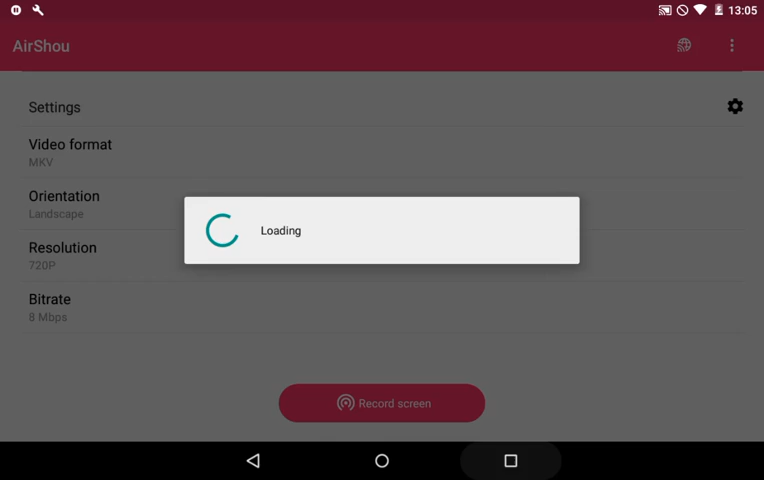 13:05
AirShou
Settings
Video format
MKV
Orientation
Landscape
Resolution
720P
Loading
Bitrate
8 Mbps
Record screen